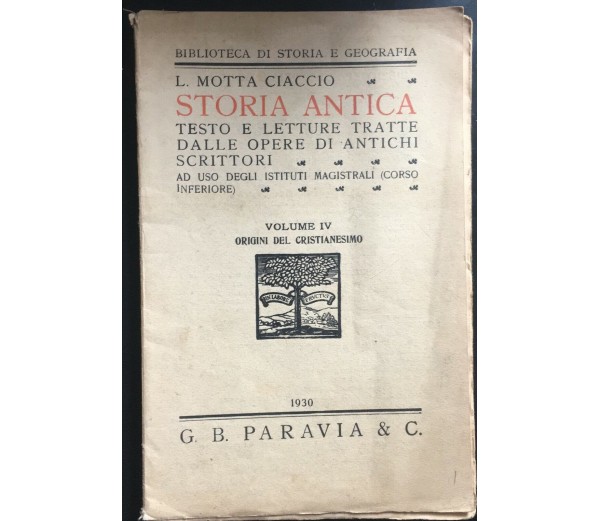 BIBLIOTECA DI STORIA E GEOGRAFIA
L. MOTTA CIACCIO
STORIA ANTICA
TESTO E LETTURE TRATTE
DALLE OPERE DI ANTICHI
SCRITTORI
AD USO DEGLI ISTITUTI MAGISTRALI (CORSO
INFERIORE)
VOLUME IV
ORIGINI DEL CRISTIANESIMO
1930
G. B. PARAVIA & C.